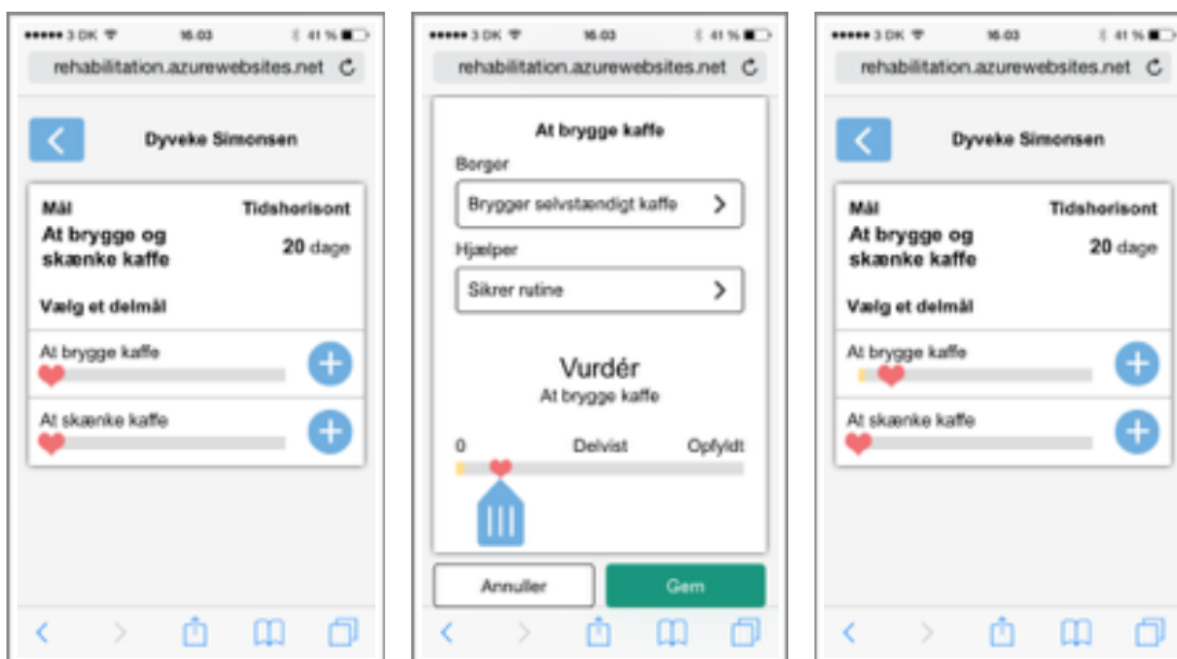 3 DK 16.03 41 %
rehabilitation.azurewebsites.net
Dyveke Simonsen
Mål Tidshorisont
At brygge og
skænke kaffe
20 dage
Vælg et delmål
At brygge kaffe
At skænke kaffe
3 DK 16.03 41 %
rehabilitation.azurewebsites.net
At brygge kaffe
Borger
Brygger selvstændigt kaffe
Hjælper
Sikrer rutine
Vurdér
At brygge kaffe
0 Delvist Opfyldt
Annuller Gem
3 DK 16.03 41 %
rehabilitation.azurewebsites.net
Dyveke Simonsen
Mål Tidshorisont
At brygge og
skænke kaffe
20 dage
Vælg et delmål
At brygge kaffe
At skænke kaffe